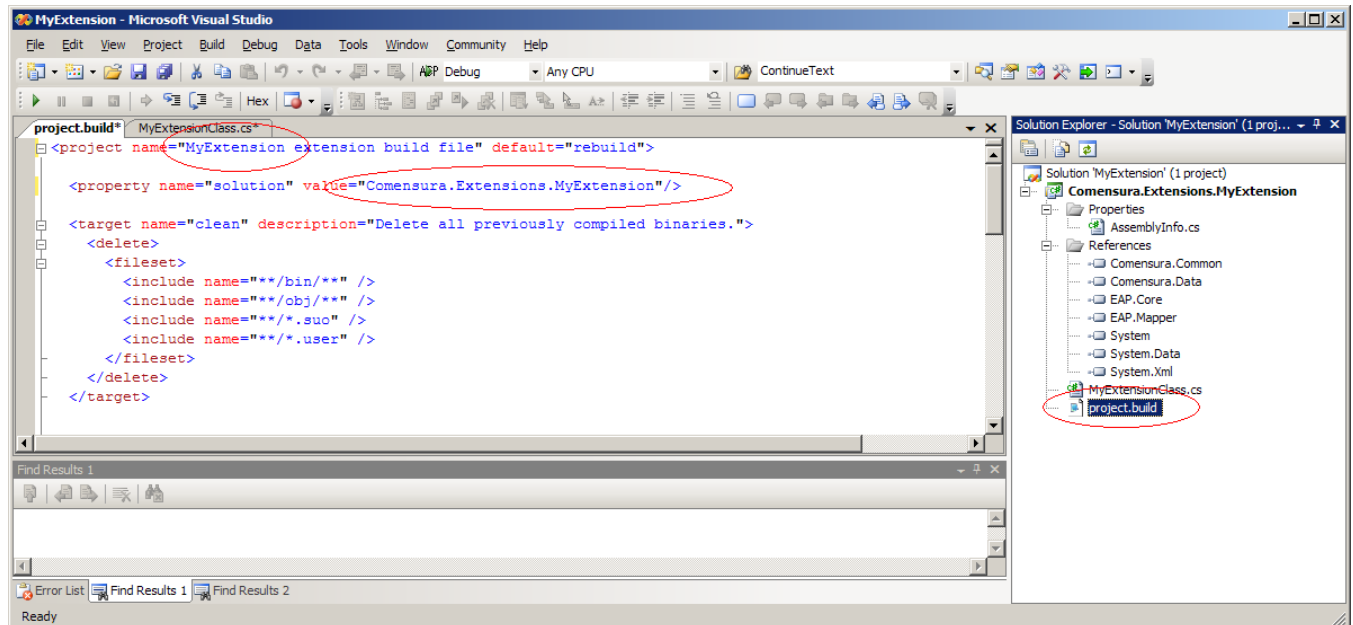 MyExtension - Microsoft Visual Studio
File Edit View Project Build Debug Data Tools Window Community Help
Debug Any CPU ContinueText
Hex
project.build* MyExtensionClass.cs*
<project name="MyExtension extension build file" default="rebuild">
<property name="solution" value="Comensura.Extensions.MyExtension"/>
<target name="clean" description="Delete all previously compiled binaries.">
<delete>
<fileset>
<include name="**/bin/**" />
<include name="**/obj/**" />
<include name="**/*.suo" />
<include name="**/*.user" />
</fileset>
</delete>
</target>
Find Results 1
Error List Find Results 1 Find Results 2
Ready
Solution Explorer - Solution 'MyExtension' (1 proj...
Solution 'MyExtension' (1 project)
Comensura.Extensions.MyExtension
Properties
AssemblyInfo.cs
References
Comensura.Common
Comensura.Data
EAP.Core
EAP.Mapper
System
System.Data
System.Xml
MyExtensionClass.cs
project.build